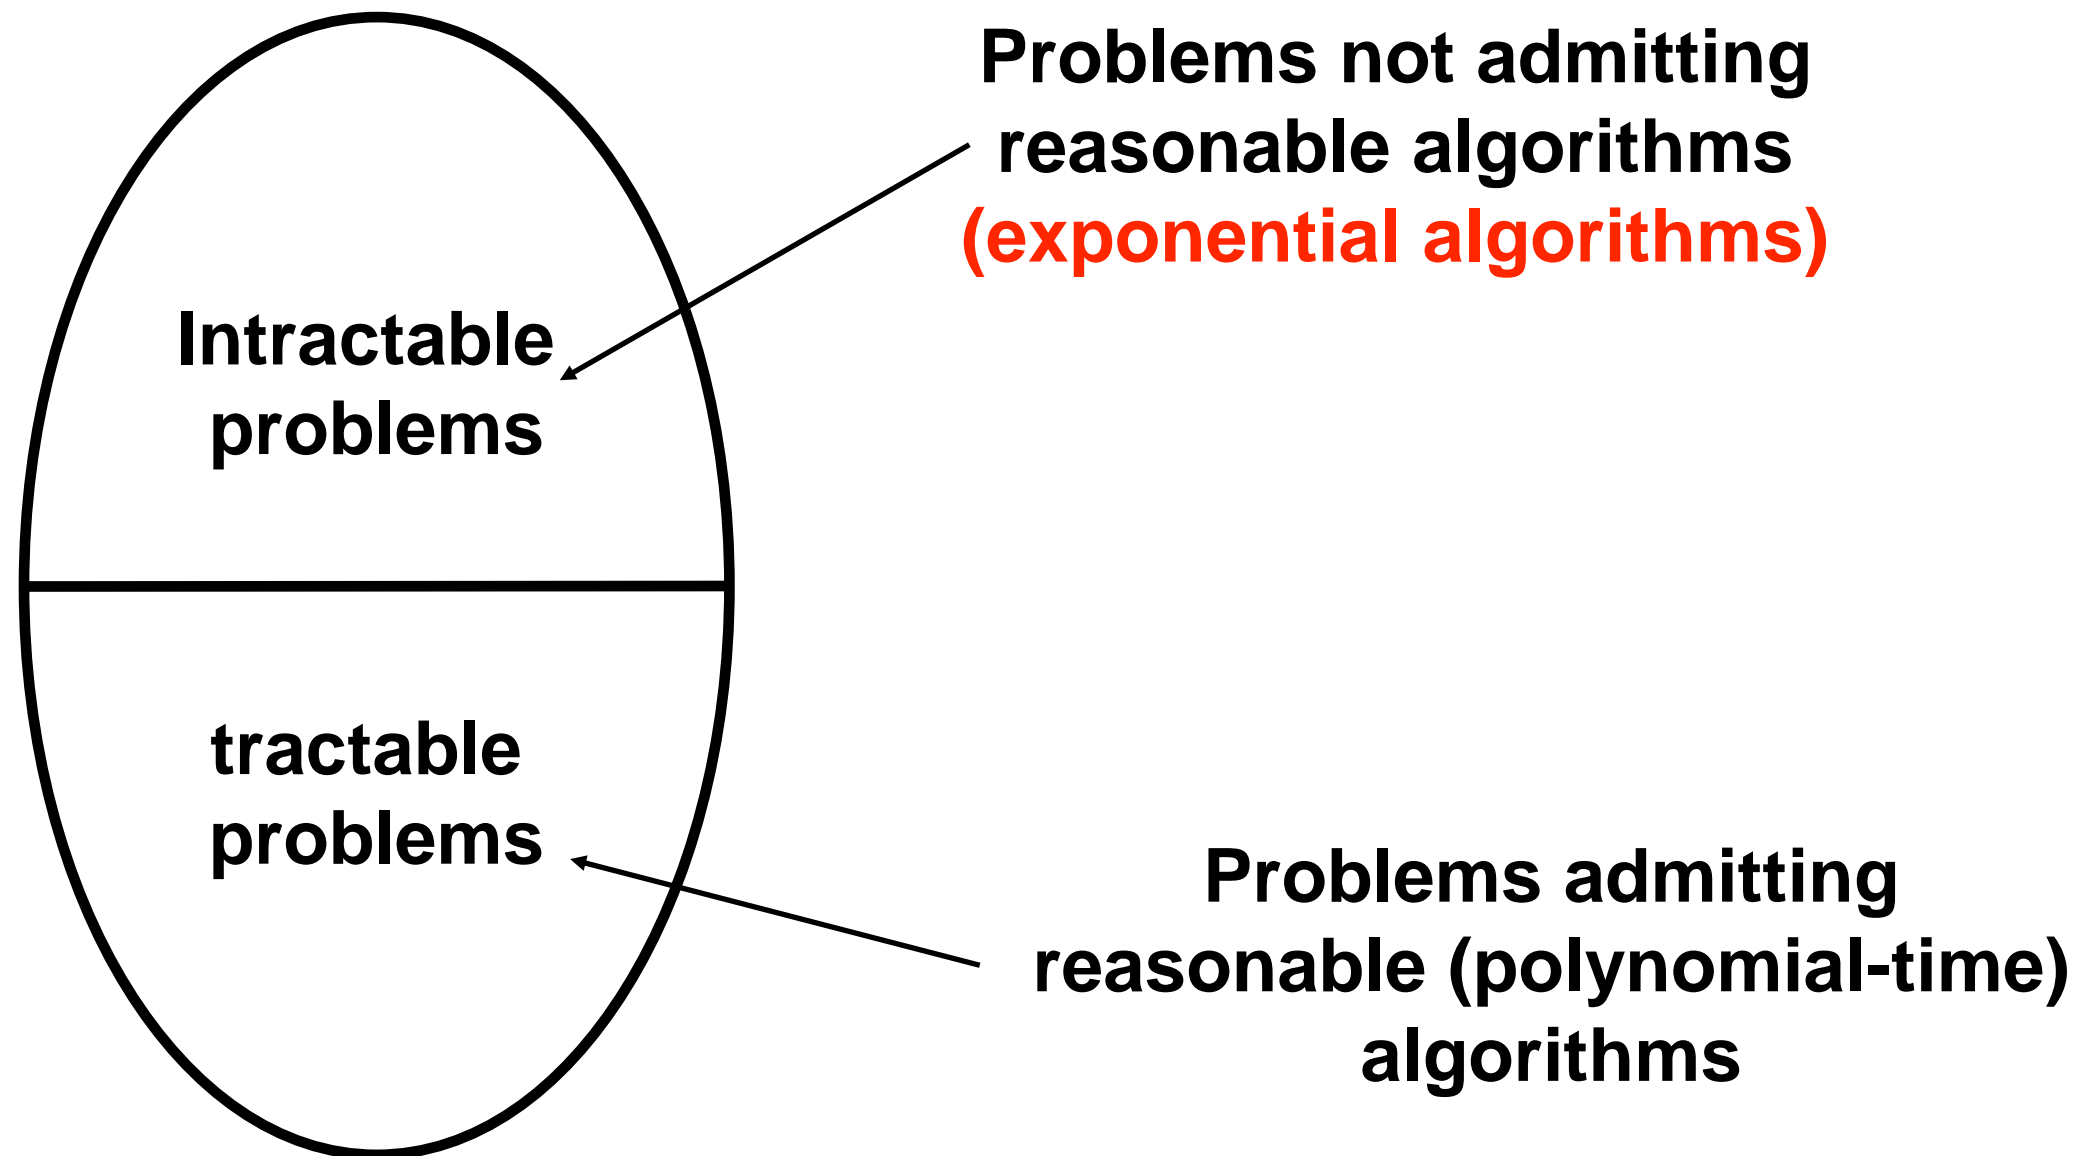 Problems not admitting
reasonable algorithms
(exponential algorithms)
Intractable
problems
tractable
problems
Problems admitting
reasonable (polynomial-time)
algorithms